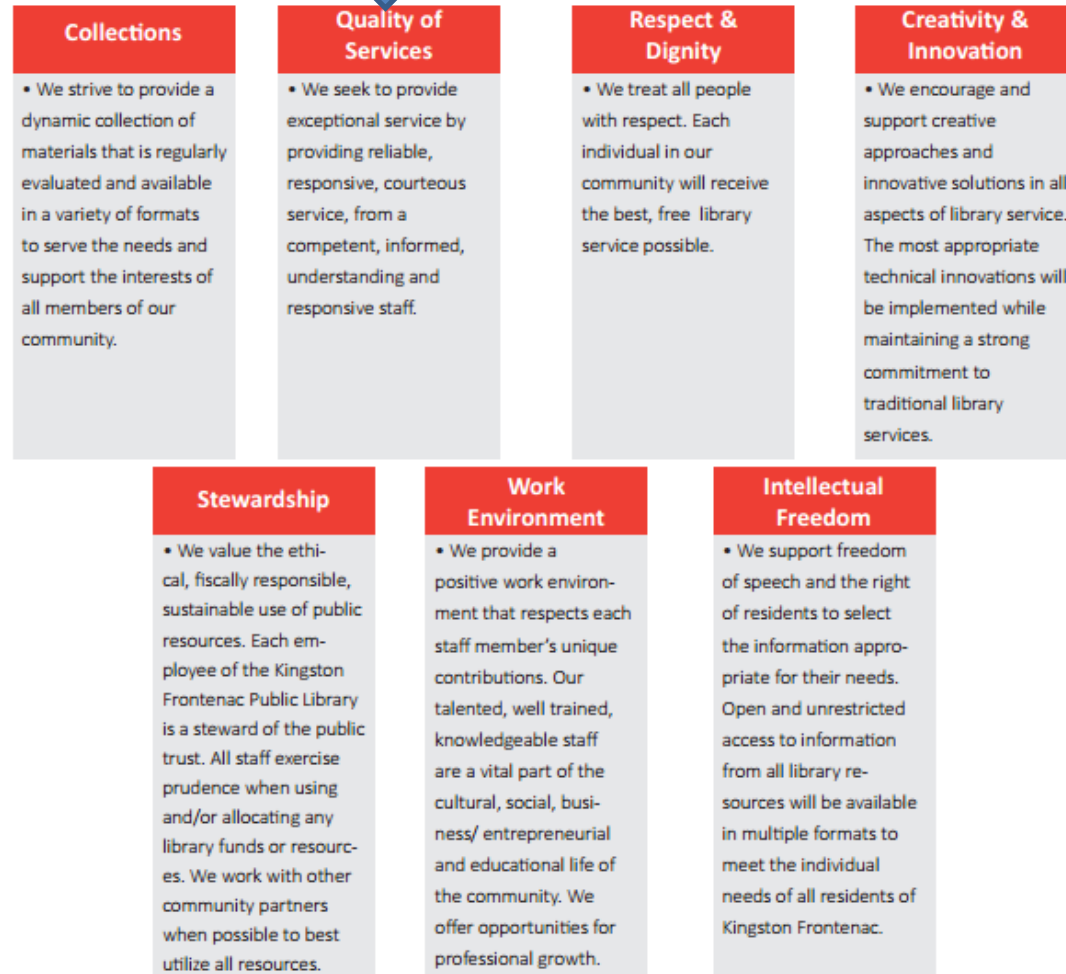 Collections
• We strive to provide a
dynamic collection of
materials that is regularly
evaluated and available
in a variety of formats
to serve the needs and
support the interests of
all members of our
community.
Quality of
Services
• We seek to provide
exceptional service by
providing reliable,
responsive, courteous
service, from a
competent, informed,
understanding and
responsive staff.
Respect &
Dignity
• We treat all people
with respect. Each
individual in our
community will receive
the best, free library
service possible.
Creativity &
Innovation
• We encourage and
support creative
approaches and
innovative solutions in all
aspects of library service.
The most appropriate
technical innovations will
be implemented while
maintaining a strong
commitment to
traditional library
services.
Stewardship
• We value the ethi-
cal, fiscally responsible,
sustainable use of public
resources. Each em-
ployee of the Kingston
Frontenac Public Library
is a steward of the public
trust. All staff exercise
prudence when using
and/or allocating any
library funds or resourc-
es. We work with other
community partners
when possible to best
utilize all resources.
Work
Environment
• We provide a
positive work environ-
ment that respects each
staff member's unique
contributions. Our
talented, well trained,
knowledgeable staff
are a vital part of the
cultural, social, busi-
ness/ entrepreneurial
and educational life of
the community. We
offer opportunities for
professional growth.
Intellectual
Freedom
• We support freedom
of speech and the right
of residents to select
the information appro-
priate for their needs.
Open and unrestricted
access to information
from all library re-
sources will be available
in multiple formats to
meet the individual
needs of all residents of
Kingston Frontenac.